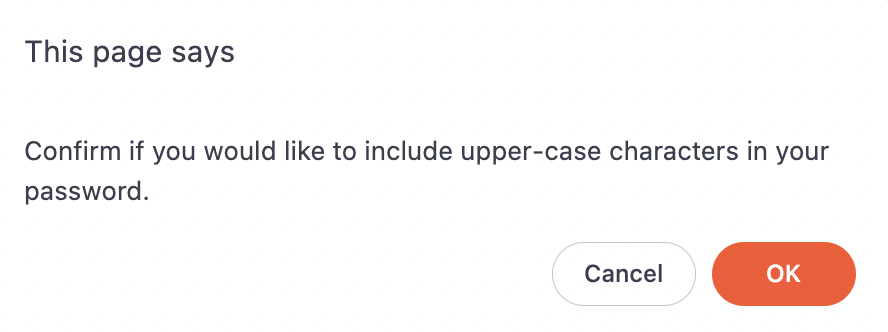 This page says
Confirm if you would like to include upper-case characters in your
password.
Cancel
OK